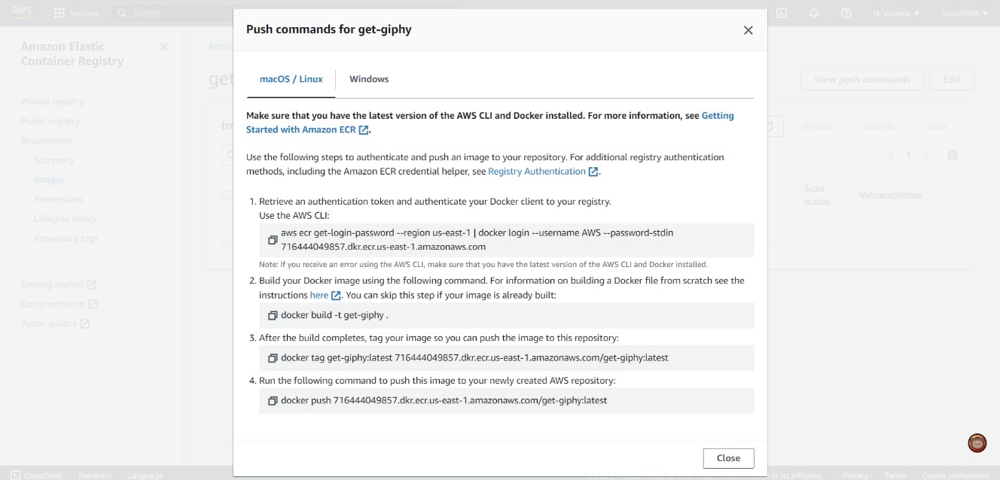 aws
Services
Search
N. Virginia
basit9958
Amazon Elastic
Container Registry
Private registry
Public registry
Repositories
Summary
Images
Permissions
Lifecycle Policy
Repository tags
Getting started
Documentation
Public gallery
View push commands
Edit
Delete
Details
Scan
1
Scan
status
Vulnerabilities
Push commands for get-giphy
macOS / Linux
Windows
Make sure that you have the latest version of the AWS CLI and Docker installed. For more information, see Getting
Started with Amazon ECR.
Use the following steps to authenticate and push an image to your repository. For additional registry authentication
methods, including the Amazon ECR credential helper, see Registry Authentication.
1. Retrieve an authentication token and authenticate your Docker client to your registry.
Use the AWS CLI:
aws ecr get-login-password --region us-east-1 | docker login --username AWS --password-stdin
716444049857.dkr.ecr.us-east-1.amazonaws.com
Note: If you receive an error using the AWS CLI, make sure that you have the latest version of the AWS CLI and Docker installed.
2. Build your Docker image using the following command. For information on building a Docker file from scratch see the
instructions here. You can skip this step if your image is already built:
docker build -t get-giphy .
3. After the build completes, tag your image so you can push the image to this repository:
docker tag get-giphy:latest 716444049857.dkr.ecr.us-east-1.amazonaws.com/get-giphy:latest
4. Run the following command to push this image to your newly created AWS repository:
docker push 716444049857.dkr.ecr.us-east-1.amazonaws.com/get-giphy:latest
Close
CloudShell
Feedback
Language
or its affiliates.
Privacy
Terms
Cookie preferences